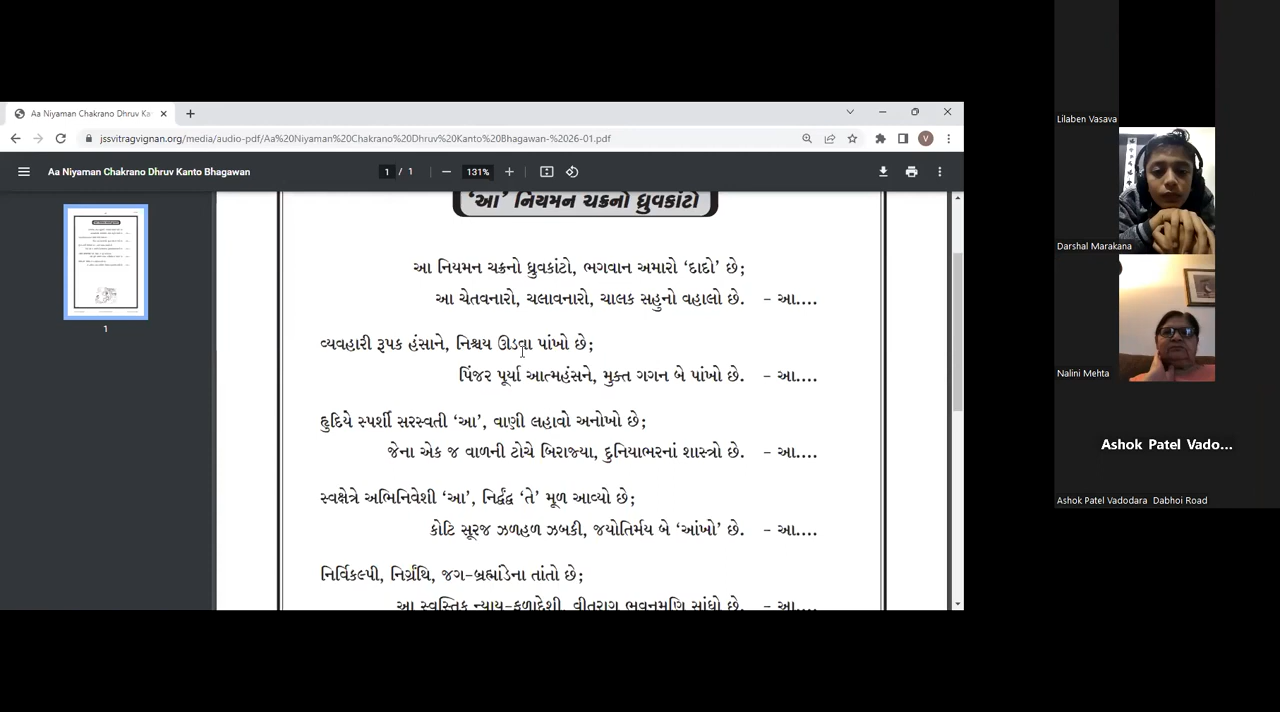 Aa Niyaman Chakrano Dhruv Ka
jssvitragvignan.org/media/audio-pdf/Aa%20Niyaman%20Chakrano%20Dhruv%20Kanto%20Bhagawan-%2026-01.pdf
V
Aa Niyaman Chakrano Dhruv Kanto Bhagawan
1 / 1
131%
1
‘આ’ નિયમન ચક્રનો ધ્રુવકાંટો
આ નિયમન ચક્રનો ધ્રુવકાંટો, ભગવાન અમારો ‘દાદો’ છે;
આ ચેતવનારો, ચલાવનારો, ચાલક સહુનો વહાલો છે. – આ....
વ્યવહારી રૂપક હંસાને, નિશ્ચય ઊડવા પાંખો છે;
પિંજર પૂર્યા આત્મહંસને, મુક્ત ગગન બે પાંખો છે. – આ....
હૃદિયે સ્પર્શી સરસ્વતી ‘આ’, વાણી લહાવો અનોખો છે;
જેના એક જ વાળની ટોચે બિરાજ્યા, દુનિયાભરનાં શાસ્ત્રો છે. – આ....
સ્વક્ષેત્રે અભિનિવેશી ‘આ’, નિર્દ્વંદ્વ ‘તે’ મૂળ આવ્યો છે;
કોટિ સૂરજ ઝળહળ ઝબકી, જ્યોતિર્મય બે ‘આંખો’ છે. – આ....
નિર્વિકલ્પી, નિર્ગ્રંથિ, જગ-બ્રહ્માંડેના તાંતો છે;
આ સ્વસ્તિક ન્યાય-ફળાદેશી, વીતરાગ ભવનમણિ સાંધો છે. – આ....
Lilaben Vasava
Darshal Marakana
Nalini Mehta
Ashok Patel Vado...
Ashok Patel Vadodara Dabhoi Road